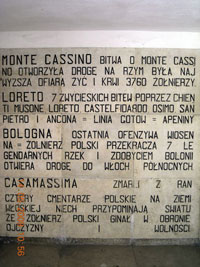 MONTE CASSINO BITWA O MONTE CASSI
NO OTWORZYŁA DROGĘ NA RZYM BYŁA NAJ
WYŻSZA OFIARA ŻYĆ I KRWI 3760 ŻOŁNIERZY
LORETO 7 ZWYCIĘSKICH BITEW POPRZEZ CHIEN
TI MUSONE LORETO CASTELFIDARDO OSIMO SAN
PIETRO I ANCONA = LINIA GOTÓW = APENINY
BOLOGNA OSTATNIA OFENZYWA WIOSEN
NA = ŻOŁNIERZ POLSKI PRZEKRACZA 7 LE
GENDARNYCH RZEK I ZDOBYCIEM BOLONII
OTWIERA DROGĘ DO WŁOCH PÓŁNOCNYCH
CASAMASSIMA ZMARLI Z RAN
CZTERY CMENTARZE POLSKIE NA ZIEMI
WŁOSKIEJ NIECH PRZYPOMINAJĄ ŚWIATU
ŻE ŻOŁNIERZ POLSKI GINĄŁ W OBRONIE
OJCZYZNY I WOLNOŚCI